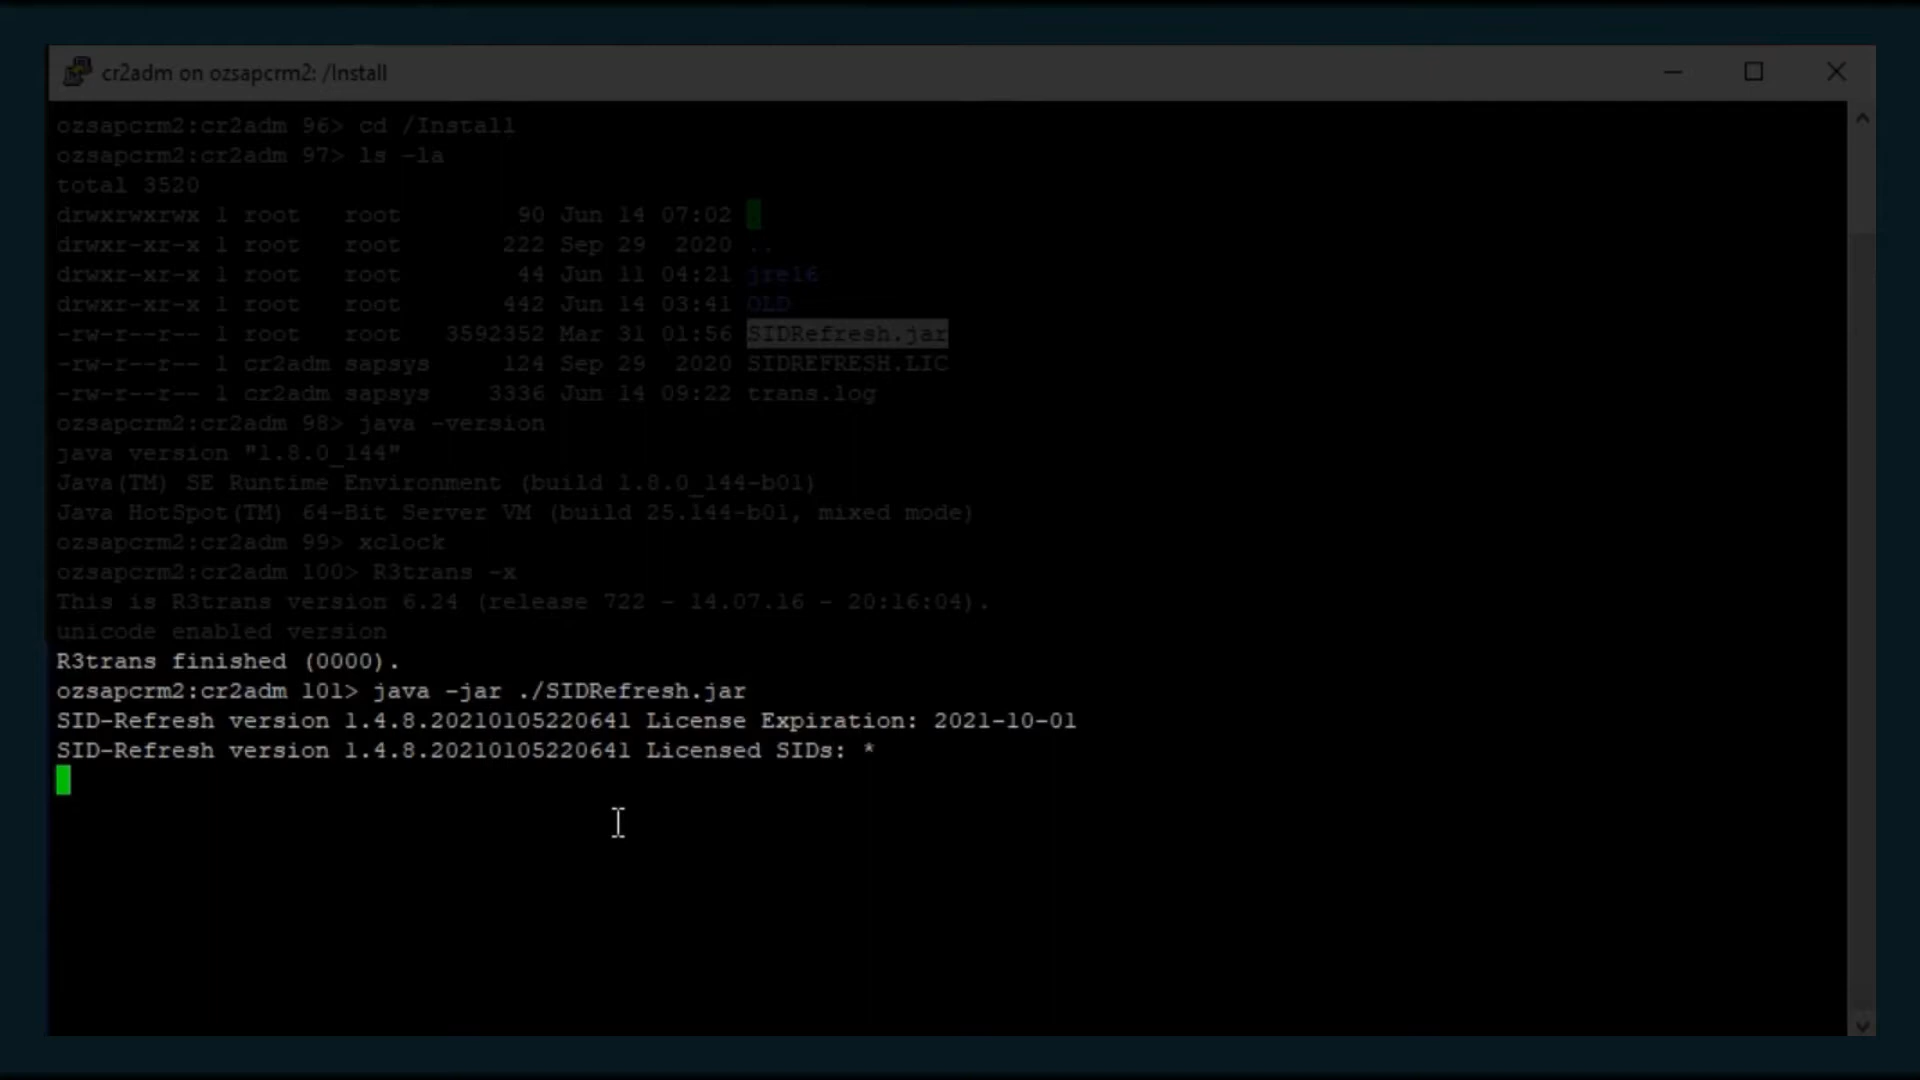 cr2adm on ozsapcrm2: /Install
ozsapcrm2:cr2adm 96> cd /Install
ozsapcrm2:cr2adm 97> ls -la
total 3520
drwxrwxrwx 1 root   root        90 Jun 14 07:02 .
drwxr-xr-x 1 root   root       222 Sep 29  2020 ..
drwxr-xr-x 1 root   root        44 Jun 11 04:21 jre16
drwxr-xr-x 1 root   root       442 Jun 14 03:41 OLD
-rw-r--r-- 1 root   root   3592352 Mar 31 01:56 SIDRefresh.jar
-rw-r--r-- 1 cr2adm sapsys     124 Sep 29  2020 SIDREFRESH.LIC
-rw-r--r-- 1 cr2adm sapsys    3336 Jun 14 09:22 trans.log
ozsapcrm2:cr2adm 98> java -version
java version "1.8.0_144"
Java(TM) SE Runtime Environment (build 1.8.0_144-b01)
Java HotSpot(TM) 64-Bit Server VM (build 25.144-b01, mixed mode)
ozsapcrm2:cr2adm 99> xclock
ozsapcrm2:cr2adm 100> R3trans -x
This is R3trans version 6.24 (release 722 - 14.07.16 - 20:16:04).
unicode enabled version
R3trans finished (0000).
ozsapcrm2:cr2adm 101> java -jar ./SIDRefresh.jar
SID-Refresh version 1.4.8.20210105220641 License Expiration: 2021-10-01
SID-Refresh version 1.4.8.20210105220641 Licensed SIDs: *